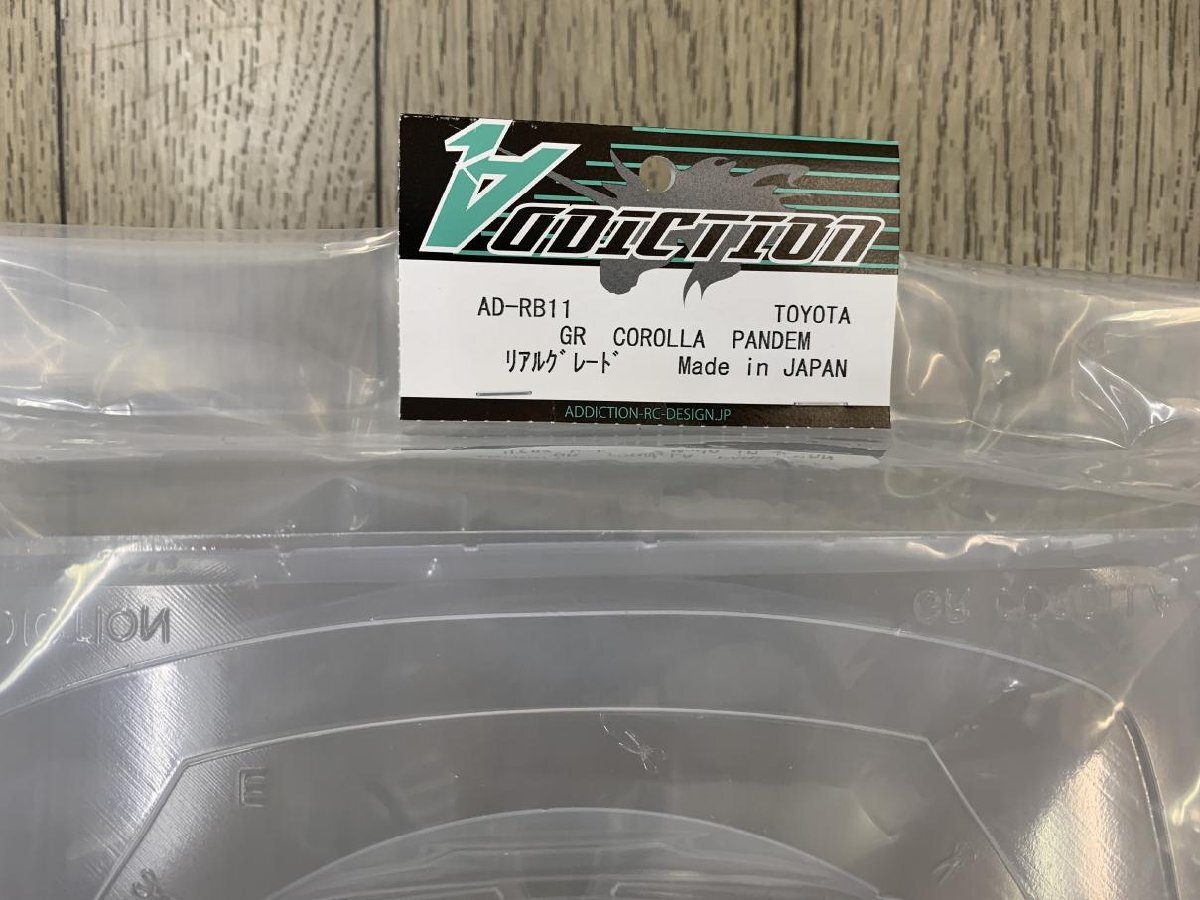 ADDICTION
AD-RB11 TOYOTA
GR COROLLA PANDEM
リアルグレード Made in JAPAN
ADDICTION-RC-DESIGN.JP
E